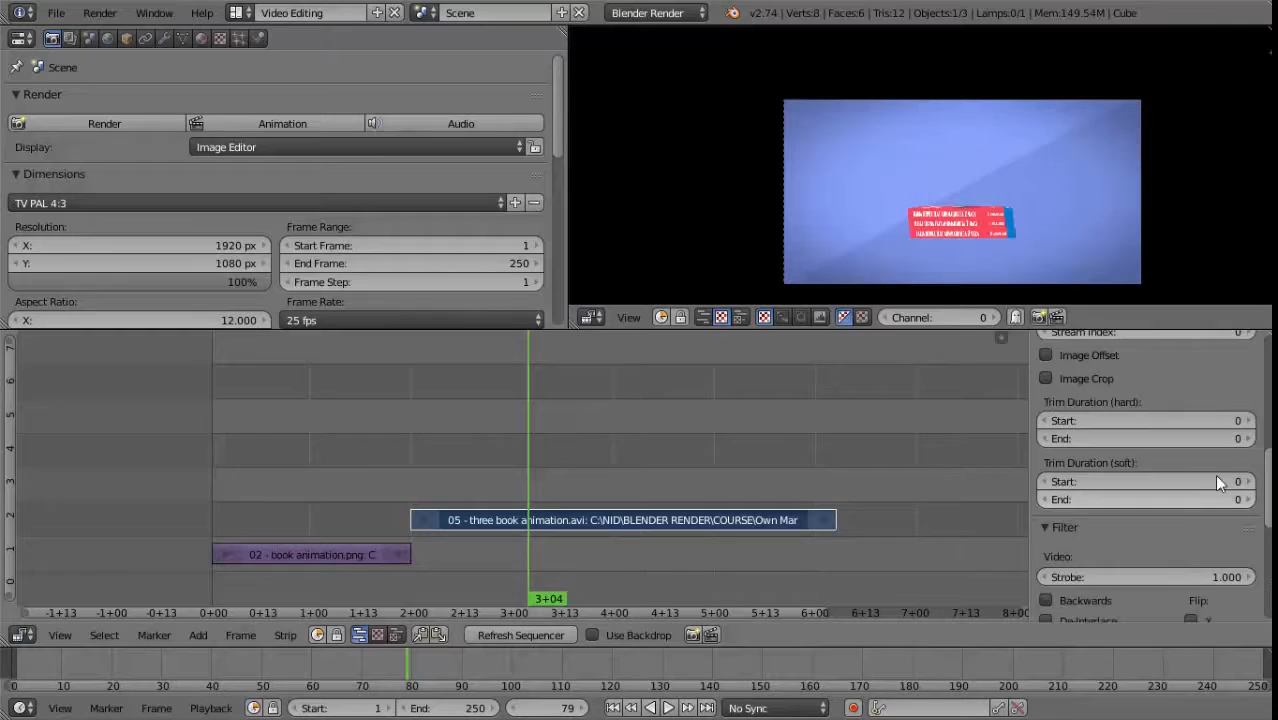 File Render Window Help Video Editing Scene Blender Render v2.74 | Verts:8 | Faces:6 | Tris:12 | Objects:1/3 | Lamps:0/1 | Mem:149.54M | Cube
Scene
Render
Render Animation Audio
Display: Image Editor
Dimensions
TV PAL 4:3
Resolution: Frame Range:
X: 1920 px Start Frame: 1
Y: 1080 px End Frame: 250
100% Frame Step: 1
Aspect Ratio: Frame Rate:
X: 12.000 25 fps
View Channel: 0
7
6
5
4
3
2
1
0
05 - three book animation.avi: C:\NID\BLENDER RENDER\COURSE\Own Mar
02 - book animation.png: C
3+04
-1+13 -0+13 0+00 0+13 1+00 1+13 2+00 2+13 3+00 3+13 4+00 4+13 5+00 5+13 6+00 6+13 7+00 7+13 8+00
Stream Index: 0
Image Offset
Image Crop
Trim Duration (hard):
Start: 0
End: 0
Trim Duration (soft):
Start: 0
End: 0
Filter
Video:
Strobe: 1.000
Backwards Flip:
De-Interlace
View Select Marker Add Frame Strip Refresh Sequencer Use Backdrop
0 10 20 30 40 50 60 70 80 90 100 110 120 130 140 150 160 170 180 190 200 210 220 230 240 250
View Marker Frame Playback Start: 1 End: 250 79 No Sync